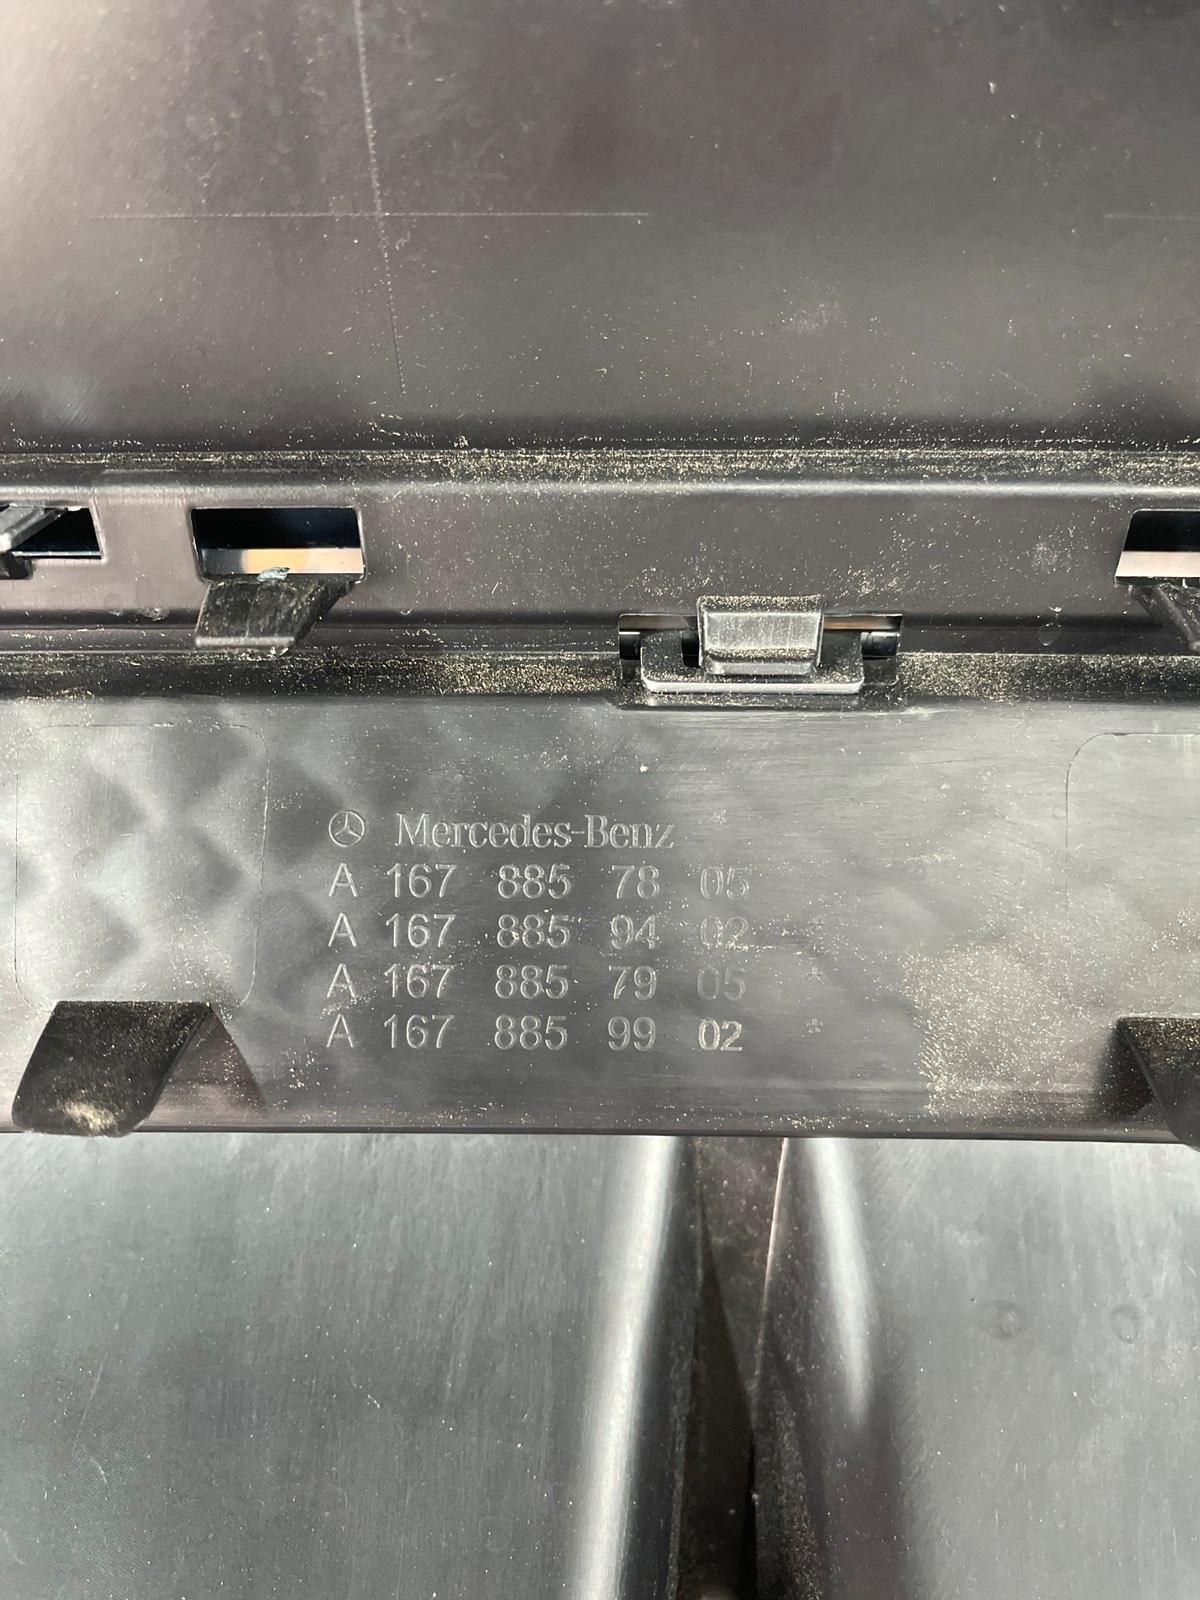 Mercedes-Benz
A 167 885 78 05
A 167 885 94 02
A 167 885 79 05
A 167 885 99 02